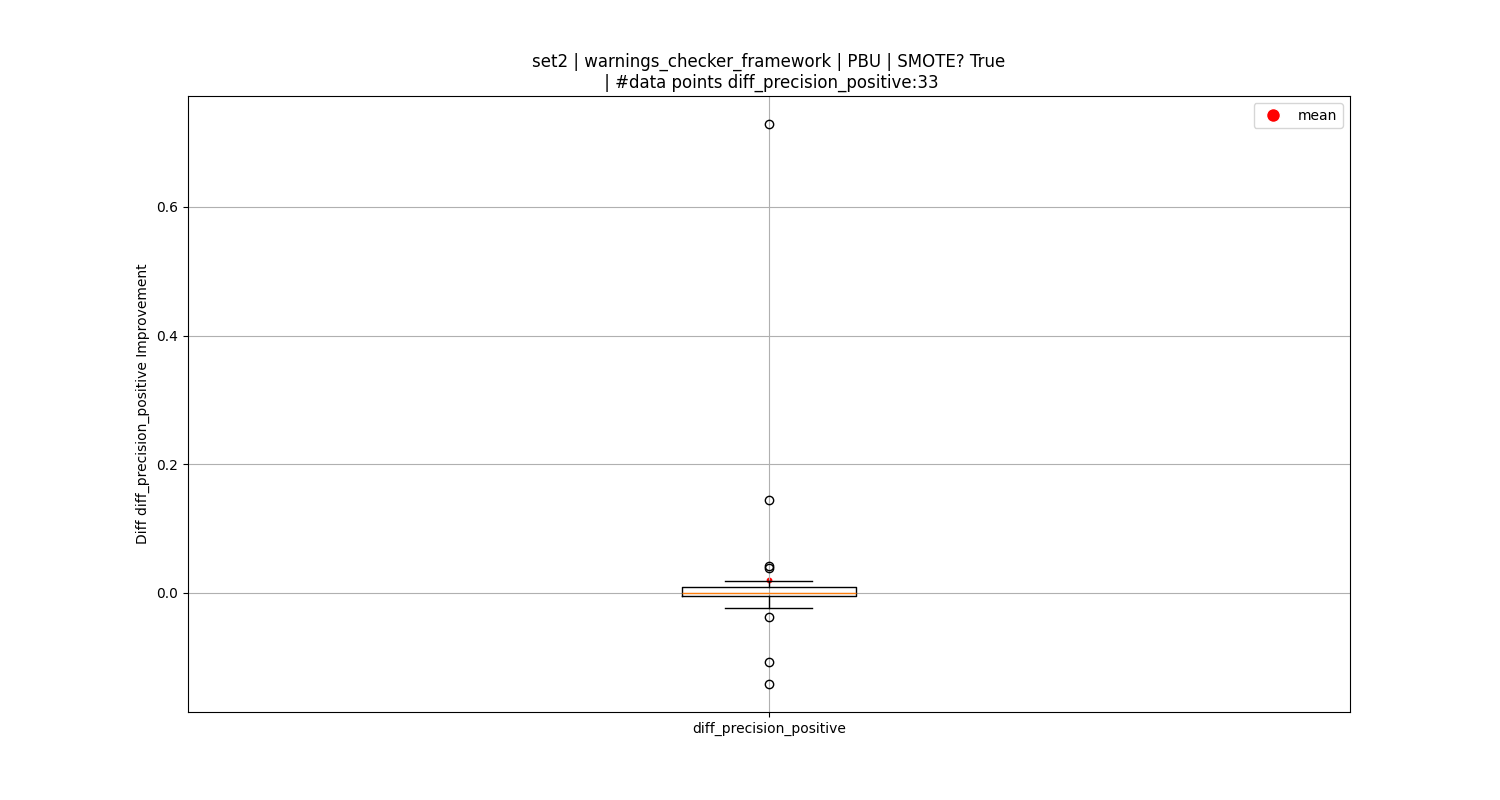 set2 | warnings_checker_framework | PBU | SMOTE? True
| #data points diff_precision_positive:33
mean
0.6
0.4
0.2
0.0
Diff diff_precision_positive Improvement
diff_precision_positive